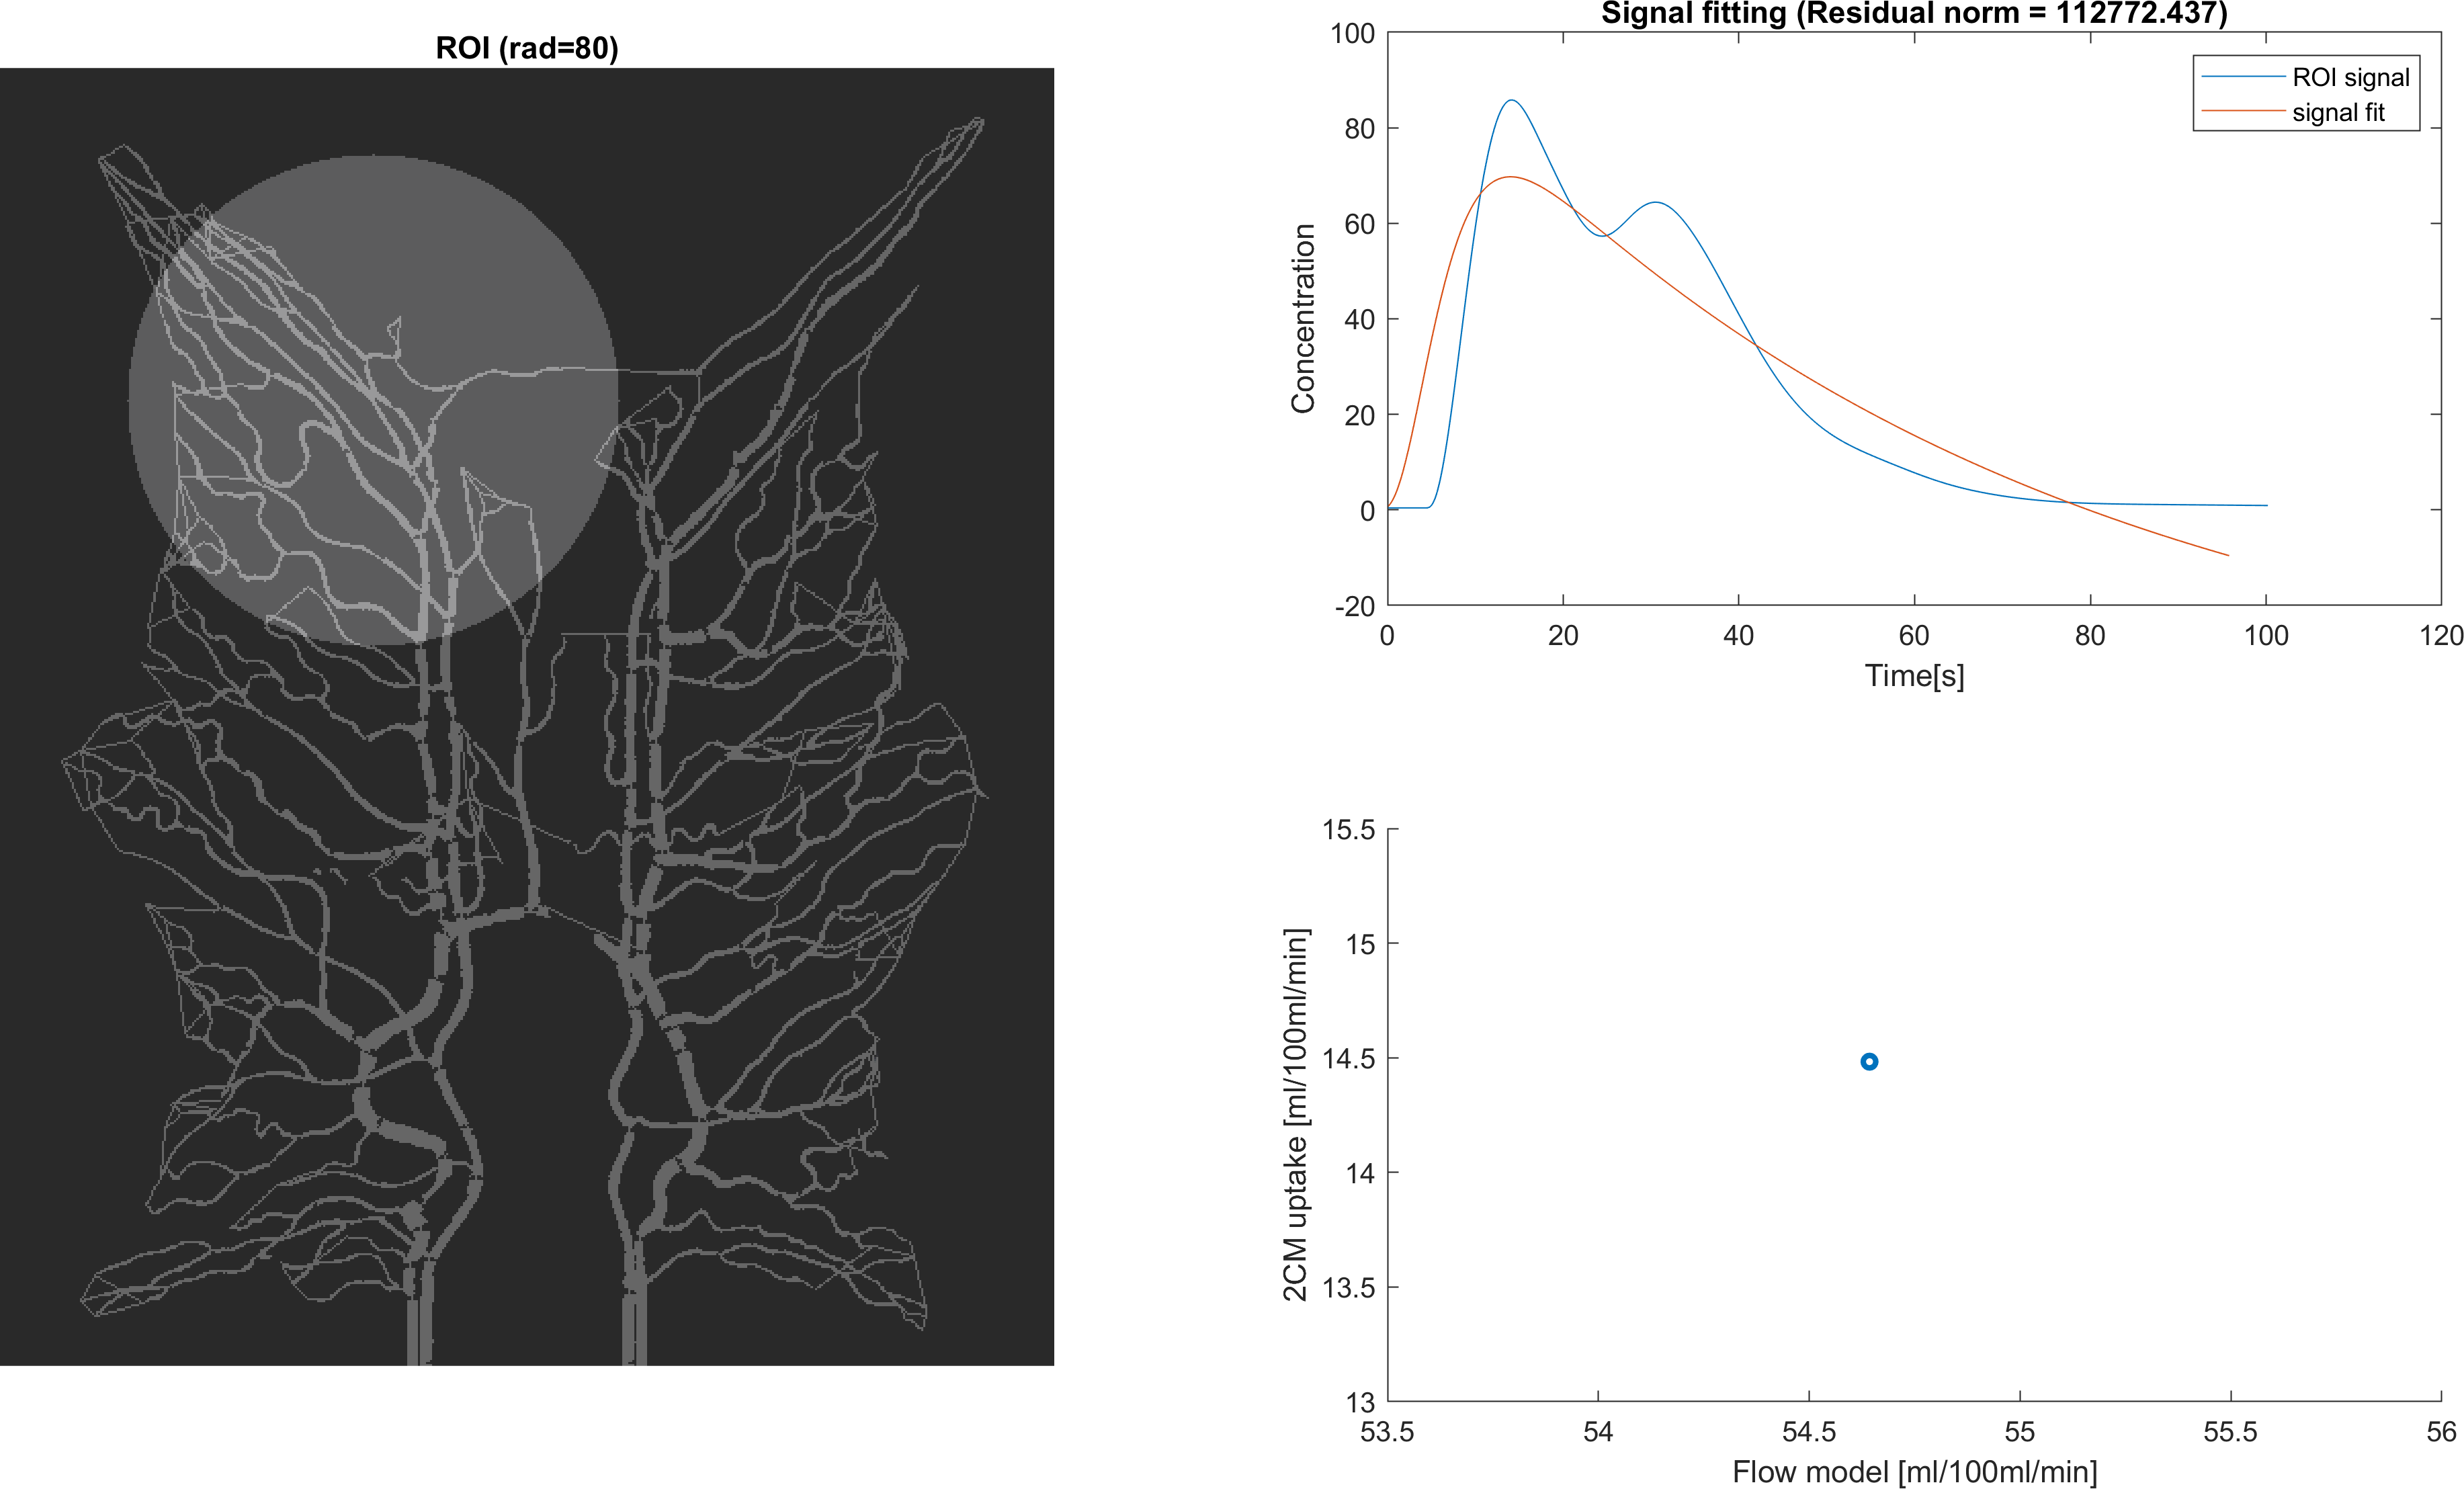 ROI (rad=80)
Signal fitting (Residual norm = 112772.437)
100
80
60
40
20
0
-20
Concentration
ROI signal
signal fit
0 20 40 60 80 100 120
Time[s]
15.5
15
14.5
14
13.5
13
2CM uptake [ml/100ml/min]
53.5 54 54.5 55 55.5 56
Flow model [ml/100ml/min]